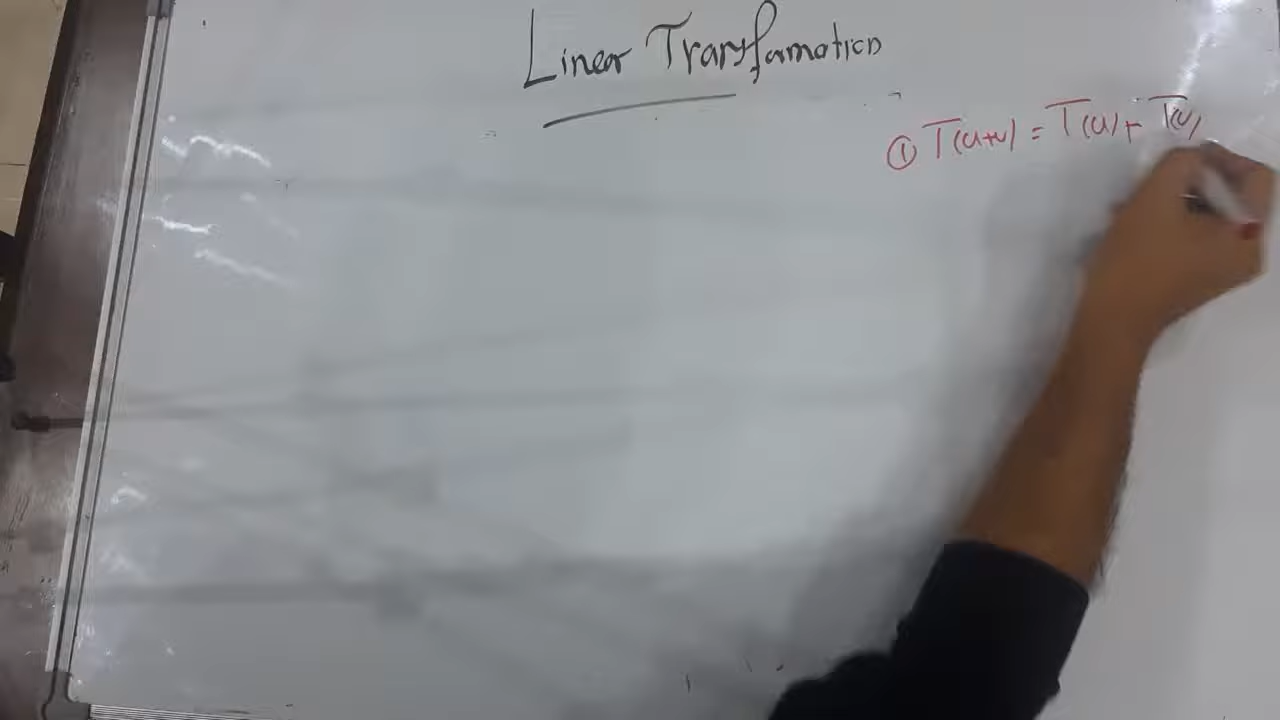 Linear Transfamation
① T(u+v) = T(u) + T(v)